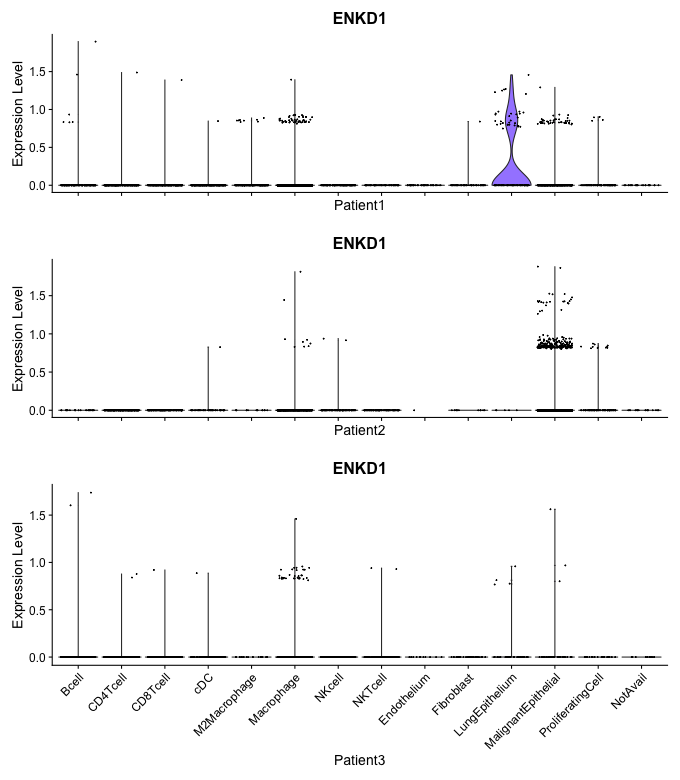 ENKD1
Expression Level
1.5
1.0
0.5
0.0
Patient1
ENKD1
Expression Level
1.5
1.0
0.5
0.0
Patient2
ENKD1
Expression Level
1.5
1.0
0.5
0.0
Bcell
CD4Tcell
CD8Tcell
cDC
M2Macrophage
Macrophage
NKcell
NKTcell
Endothelium
Fibroblast
LungEpithelium
MalignantEpithelial
ProliferatingCell
NotAvail
Patient3